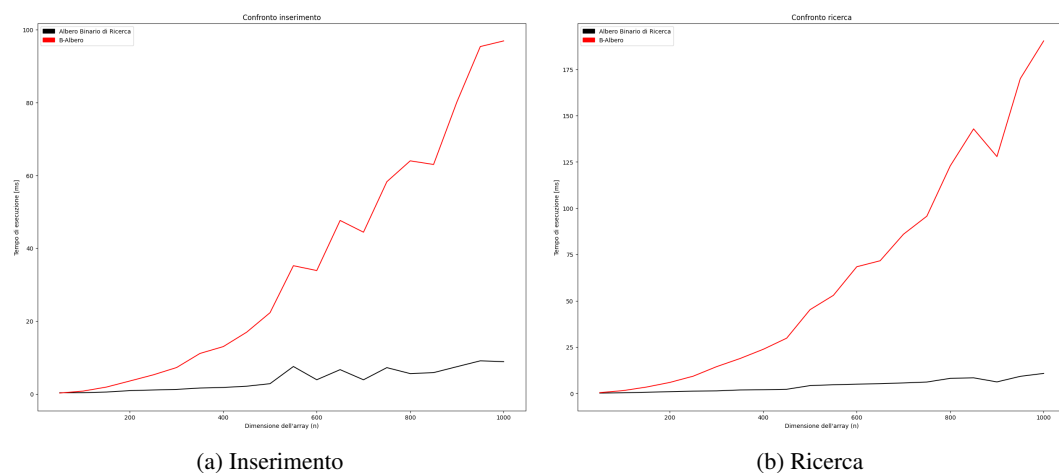 Confronto inserimento
Albero Binario di Ricerca
B-Albero
Tempo di esecuzione [ms]
100
80
60
40
20
0
200
400
600
800
1000
Dimensione dell'array (n)
(a) Inserimento
Confronto ricerca
Albero Binario di Ricerca
B-Albero
Tempo di esecuzione [ms]
175
150
125
100
75
50
25
0
200
400
600
800
1000
Dimensione dell'array (n)
(b) Ricerca